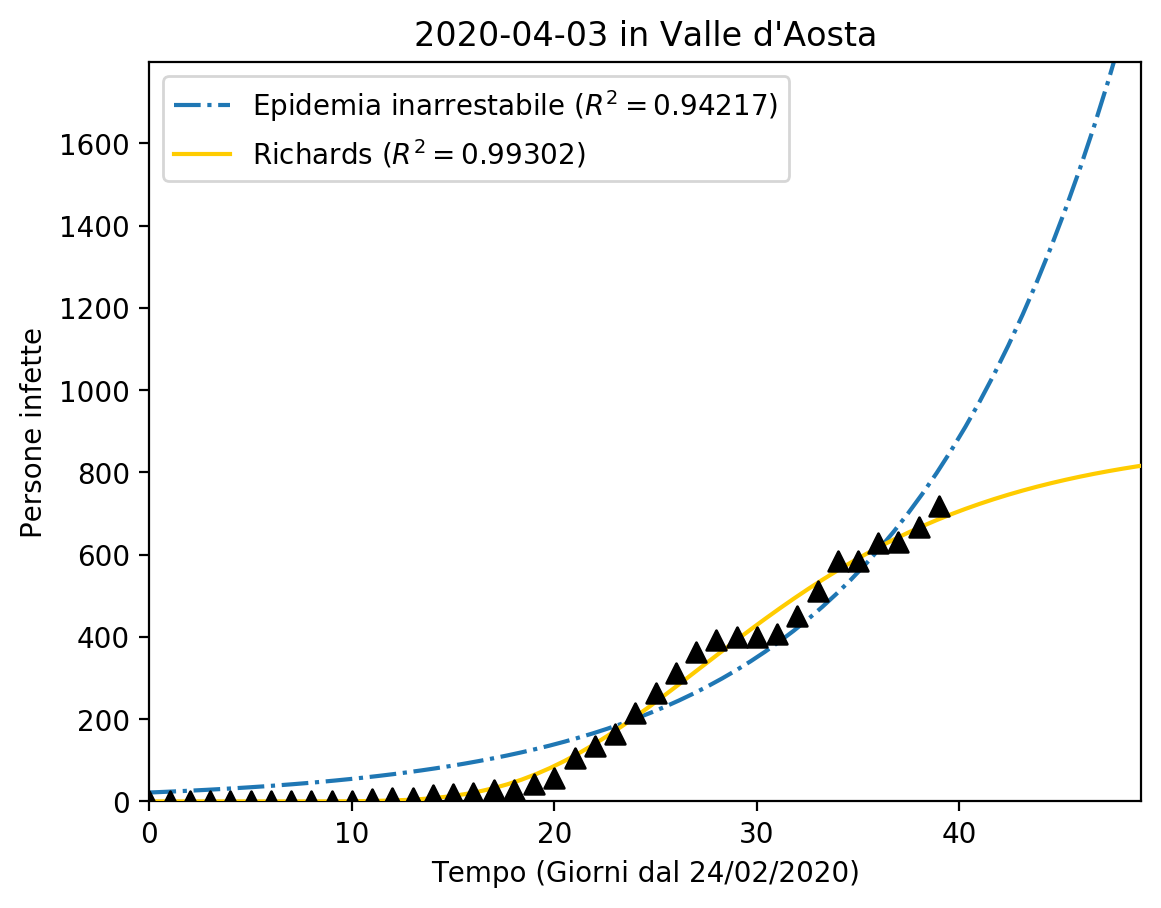 2020-04-03 in Valle d'Aosta
Epidemia inarrestabile (R² = 0.94217)
Richards (R² = 0.99302)
Persone infette
1600
1400
1200
1000
800
600
400
200
0
0 10 20 30 40
Tempo (Giorni dal 24/02/2020)